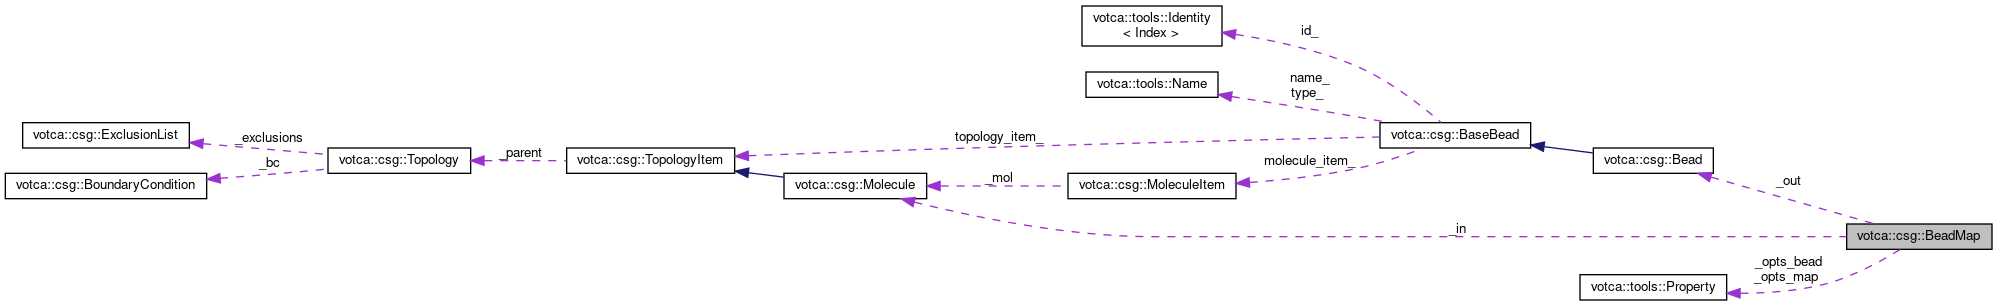 votca::tools::Identity
< Index >
id_
votca::tools::Name
name_
type_
votca::csg::ExclusionList
_exclusions
votca::csg::BaseBead
topology_item_
votca::csg::Topology
_parent
votca::csg::TopologyItem
_bc
votca::csg::BoundaryCondition
molecule_item_
votca::csg::Bead
votca::csg::Molecule
_mol
votca::csg::MoleculeItem
_out
_in
votca::csg::BeadMap
_opts_bead
_opts_map
votca::tools::Property